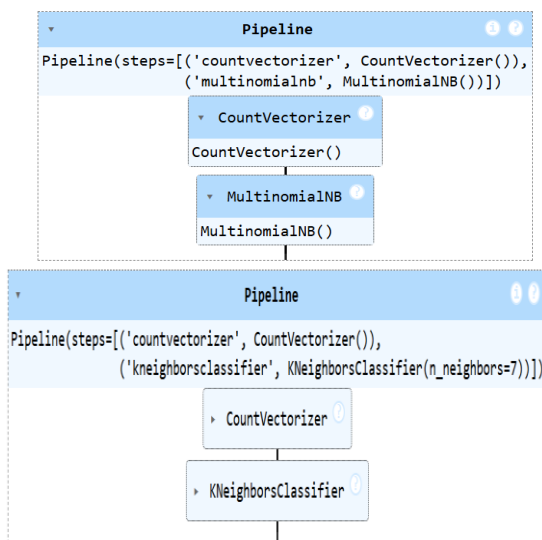 Pipeline
Pipeline(steps=[('countvectorizer', CountVectorizer()),
('multinomialnb', MultinomialNB())])
CountVectorizer ?
CountVectorizer()
MultinomialNB ?
MultinomialNB()
Pipeline
Pipeline(steps=[('countvectorizer', CountVectorizer()),
('kneighborsclassifier', KNeighborsClassifier(n_neighbors=7))])
CountVectorizer ?
KNeighborsClassifier ?